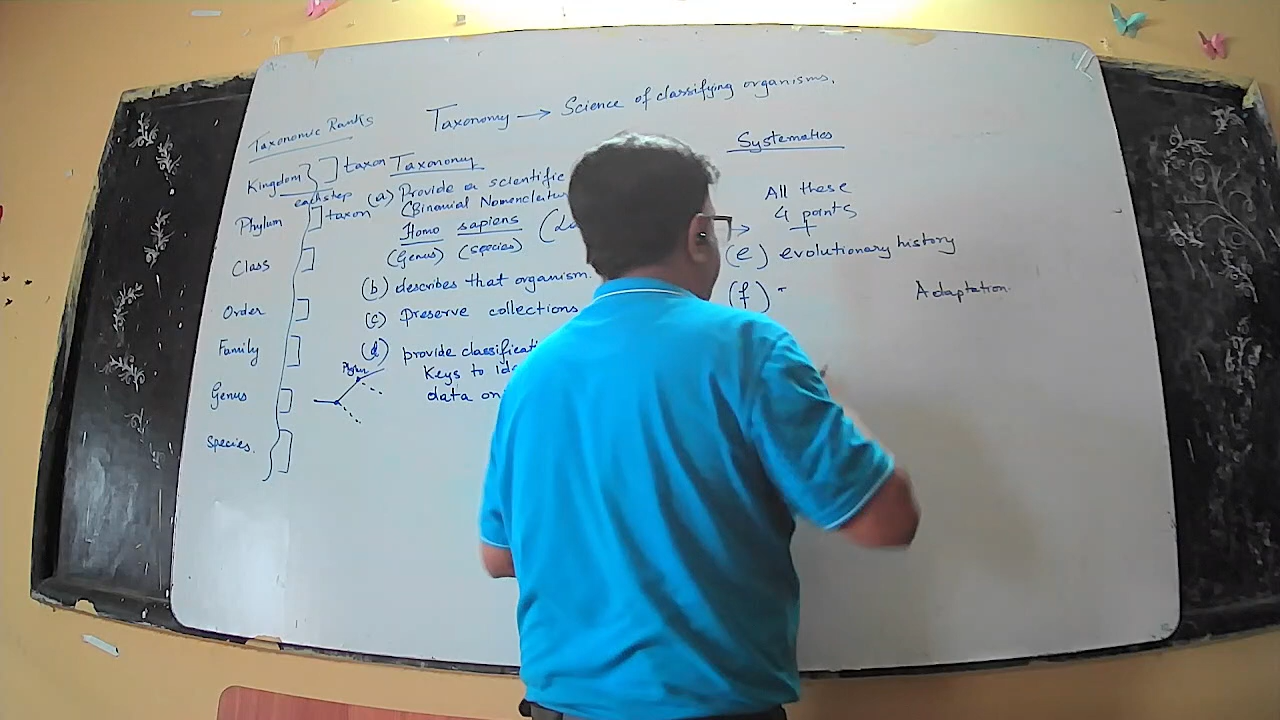 Taxonomy → Science of classifying organisms.
Taxonomic Ranks
Kingdom
taxon
each step
Phylum
taxon
Class
Order
Family
Genus
Species.
Taxonomy
(a) Provide a scientific
(Binomial Nomenclature
Homo sapiens
(Genus) (species)
(b) describes that organism.
(c) Preserve collections
(d) provide classificati
Keys to
data on
Phylum
Systematics
All these
4 points
+
(e) evolutionary history
(f) -
Adaptation.